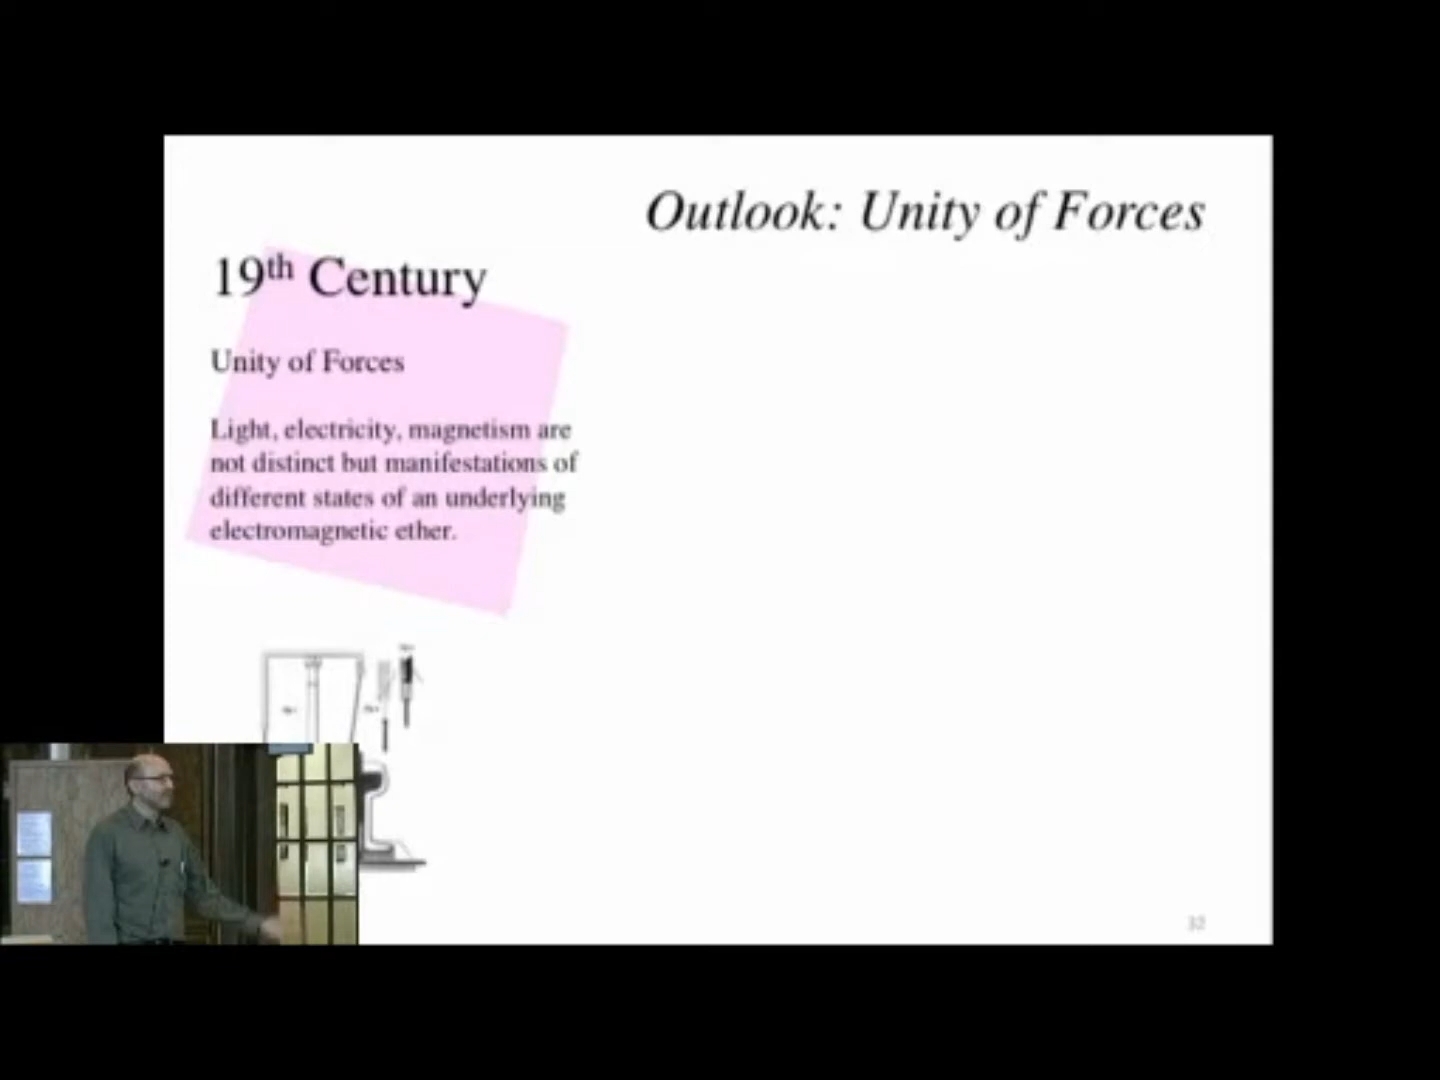 Outlook: Unity of Forces
19th Century
Unity of Forces
Light, electricity, magnetism are
not distinct but manifestations of
different states of an underlying
electromagnetic ether.
32